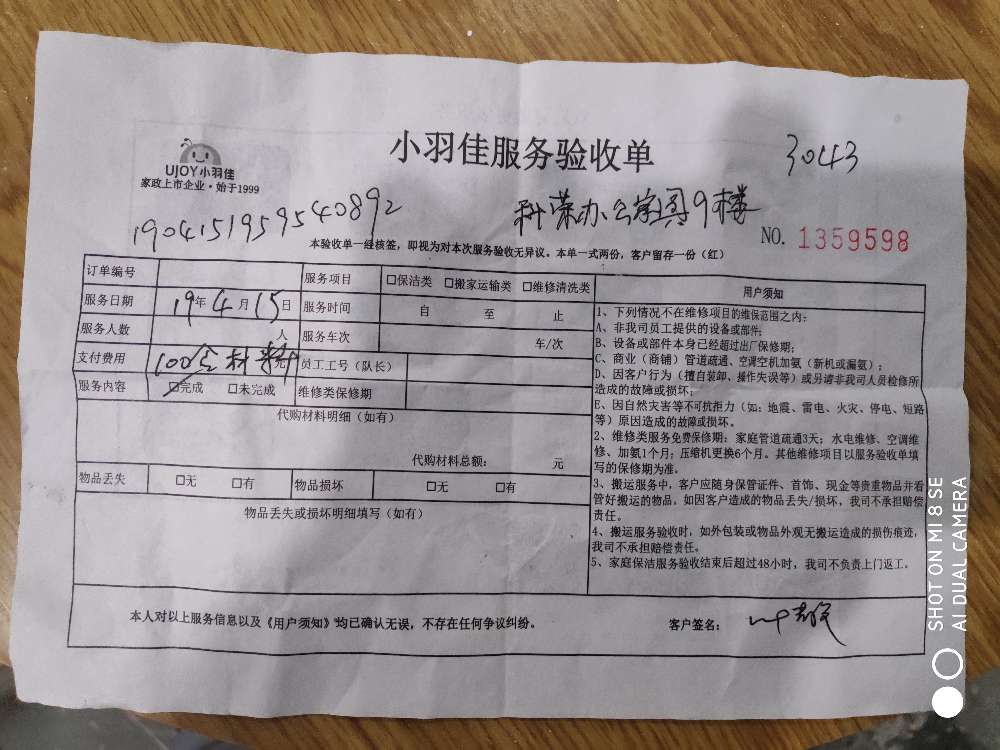 小羽佳服务验收单
3043
UJOY小羽佳
家政上市企业·始于1999
190415195954 0892
科荣办公家具9楼
NO. 1359598
本验收单一经核签，即视为对本次服务验收无异议。本单一式两份，客户留存一份（红）
订单编号 服务项目 □保洁类 □搬家运输类 □维修清洗类
服务日期 19年4月15日 服务时间 自 至 止
服务人数 人 服务车次 车/次
支付费用 100含材料 元 员工工号（队长）
服务内容 ☑完成 □未完成 维修类保修期
代购材料明细（如有）
代购材料总额： 元
物品丢失 □无 □有 物品损坏 □无 □有
物品丢失或损坏明细填写（如有）
用户须知
1、下列情况不在维修项目的维保范围之内：
A、非我司员工提供的设备或部件；
B、设备或部件本身已经超过出厂保修期；
C、商业（商铺）管道疏通、空调空机加氨（新机或漏氨）；
D、因客户行为（擅自装卸、操作失误等）或另请非我司人员检修所
造成的故障或损坏；
E、因自然灾害等不可抗拒力（如：地震、雷电、火灾、停电、短路
等）原因造成的故障或损坏。
2、维修类服务免费保修期：家庭管道疏通3天；水电维修、空调维
修、加氨1个月；压缩机更换6个月。其他维修项目以服务验收单填
写的保修期为准。
3、搬运服务中，客户应随身保管证件、首饰、现金等贵重物品并看
管好搬运的物品，如因客户造成的物品丢失/损坏，我司不承担赔偿
责任。
4、搬运服务验收时，如外包装或物品外观无搬运造成的损伤痕迹，
我司不承担赔偿责任。
5、家庭保洁服务验收结束后超过48小时，我司不负责上门返工。
本人对以上服务信息以及《用户须知》均已确认无误，不存在任何争议纠纷。
客户签名：
SHOT ON MI 8 SE
AI DUAL CAMERA